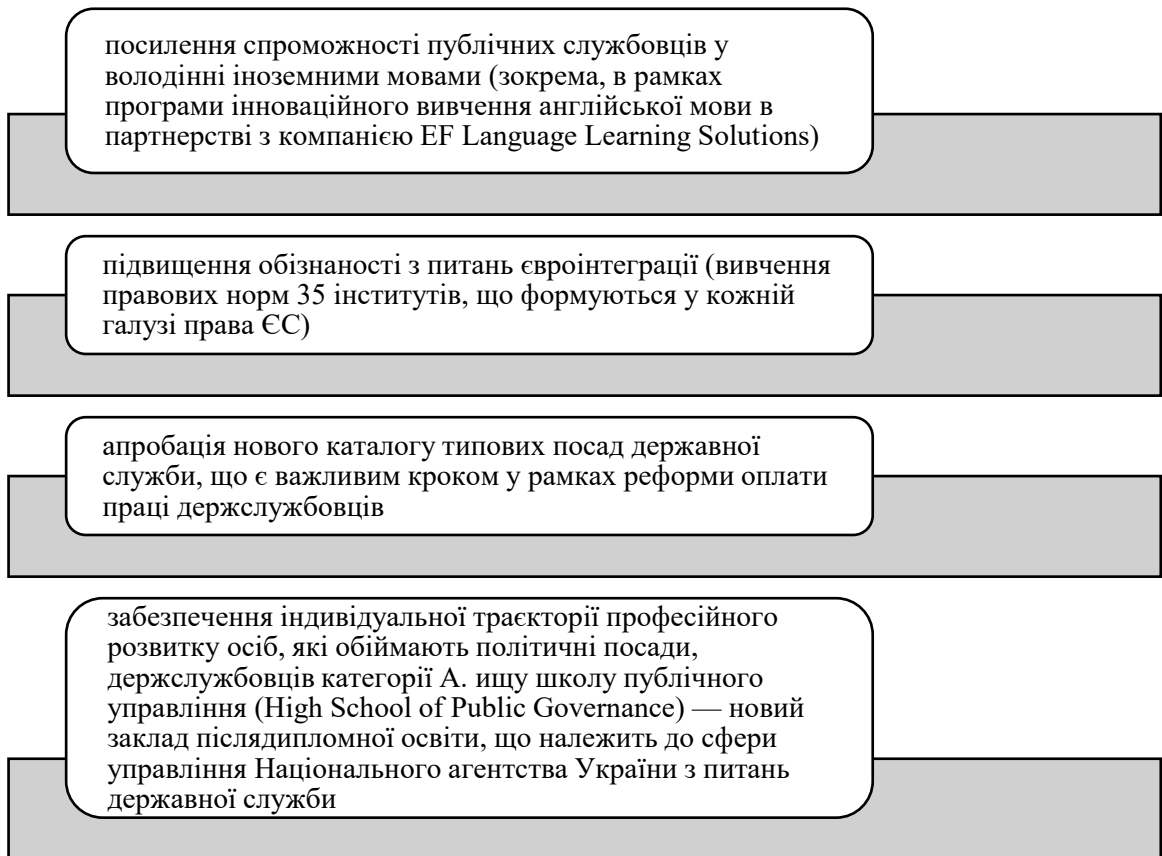 посилення спроможності публічних службовців у
володінні іноземними мовами (зокрема, в рамках
програми інноваційного вивчення англійської мови в
партнерстві з компанією EF Language Learning Solutions)
підвищення обізнаності з питань євроінтеграції (вивчення
правових норм 35 інститутів, що формуються у кожній
галузі права ЄС)
апробація нового каталогу типових посад державної
служби, що є важливим кроком у рамках реформи оплати
праці держслужбовців
забезпечення індивідуальної траєкторії професійного
розвитку осіб, які обіймають політичні посади,
держслужбовців категорії А. ищу школу публічного
управління (High School of Public Governance) — новий
заклад післядипломної освіти, що належить до сфери
управління Національного агентства України з питань
державної служби